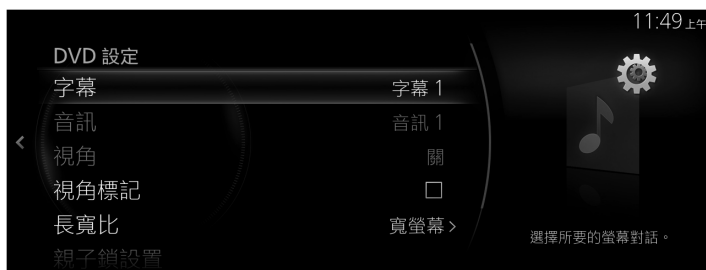 11:49 上午
DVD 設定
字幕 字幕 1
音訊 音訊 1
視角 關
視角標記
長寬比 寬螢幕
親子鎖設置
選擇所要的螢幕對話。